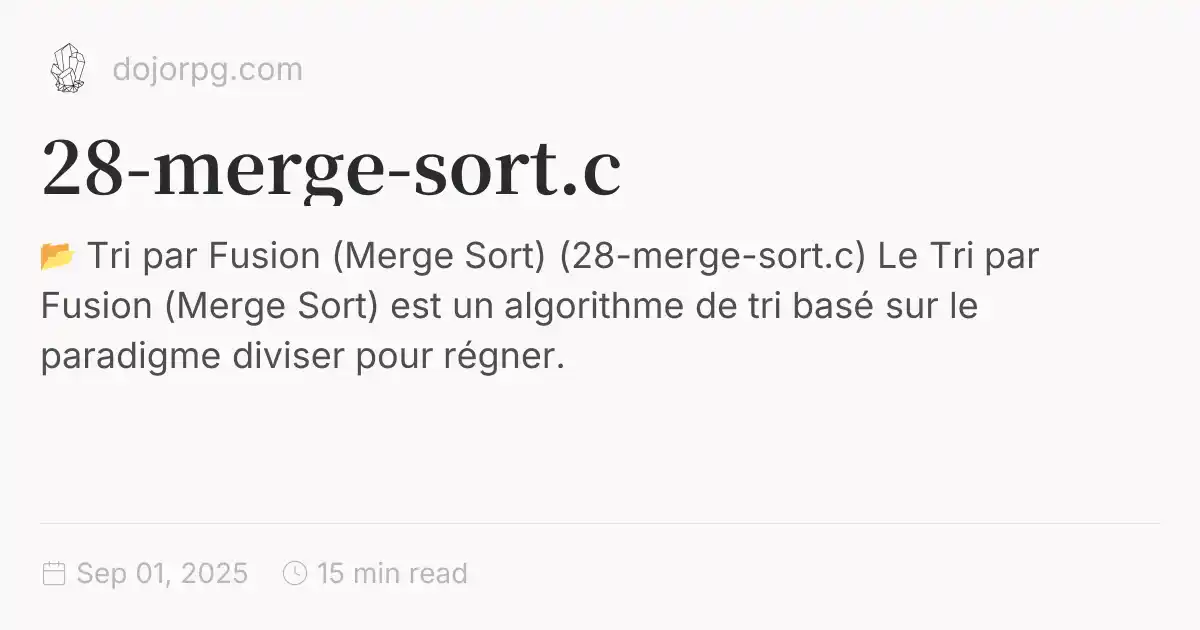 dojorpg.com
28-merge-sort.c
📂 Tri par Fusion (Merge Sort) (28-merge-sort.c) Le Tri par
Fusion (Merge Sort) est un algorithme de tri basé sur le
paradigme diviser pour régner.
Sep 01, 2025 15 min read